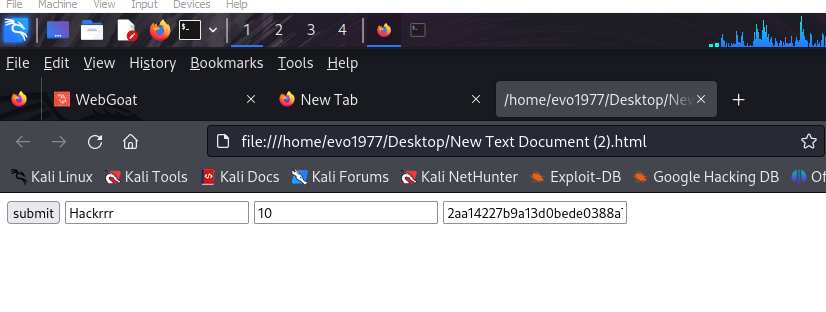 File Machine View Input Devices Help
1 2 3 4
File Edit View History Bookmarks Tools Help
WebGoat × New Tab × /home/evo1977/Desktop/New × +
file:///home/evo1977/Desktop/New Text Document (2).html
Kali Linux Kali Tools Kali Docs Kali Forums Kali NetHunter Exploit-DB Google Hacking DB Of
submit Hackrrr 10 2aa14227b9a13d0bede0388a